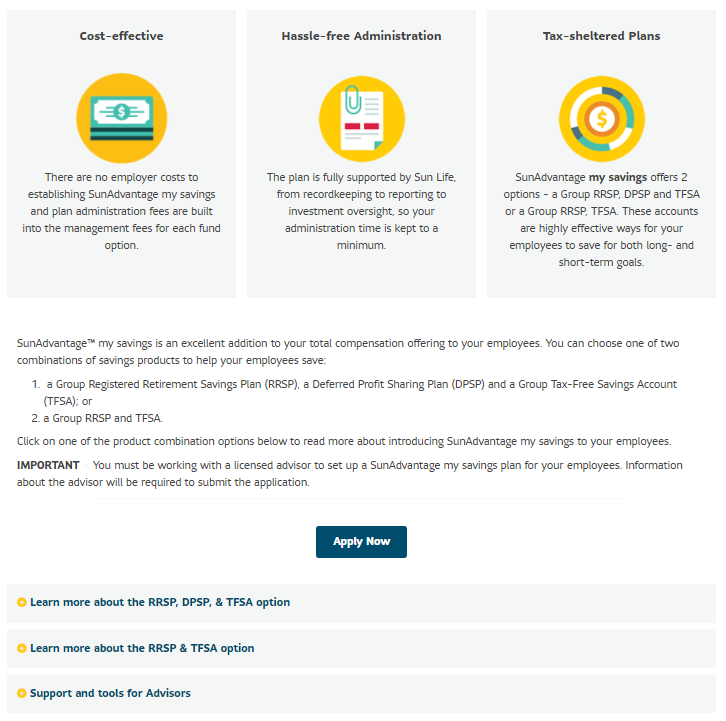 Cost-effective
There are no employer costs to
establishing SunAdvantage my savings
and plan administration fees are built
into the management fees for each fund
option.
Hassle-free Administration
The plan is fully supported by Sun Life,
from recordkeeping to reporting to
investment oversight, so your
administration time is kept to a
minimum.
Tax-sheltered Plans
SunAdvantage my savings offers 2
options - a Group RRSP, DPSP and TFSA
or a Group RRSP, TFSA. These accounts
are highly effective ways for your
employees to save for both long- and
short-term goals.
SunAdvantage™ my savings is an excellent addition to your total compensation offering to your employees. You can choose one of two
combinations of savings products to help your employees save:
1. a Group Registered Retirement Savings Plan (RRSP), a Deferred Profit Sharing Plan (DPSP) and a Group Tax-Free Savings Account
(TFSA); or
2. a Group RRSP and TFSA.
Click on one of the product combination options below to read more about introducing SunAdvantage my savings to your employees.
IMPORTANT – You must be working with a licensed advisor to set up a SunAdvantage my savings plan for your employees. Information
about the advisor will be required to submit the application.
Apply Now
Learn more about the RRSP, DPSP, & TFSA option
Learn more about the RRSP & TFSA option
Support and tools for Advisors